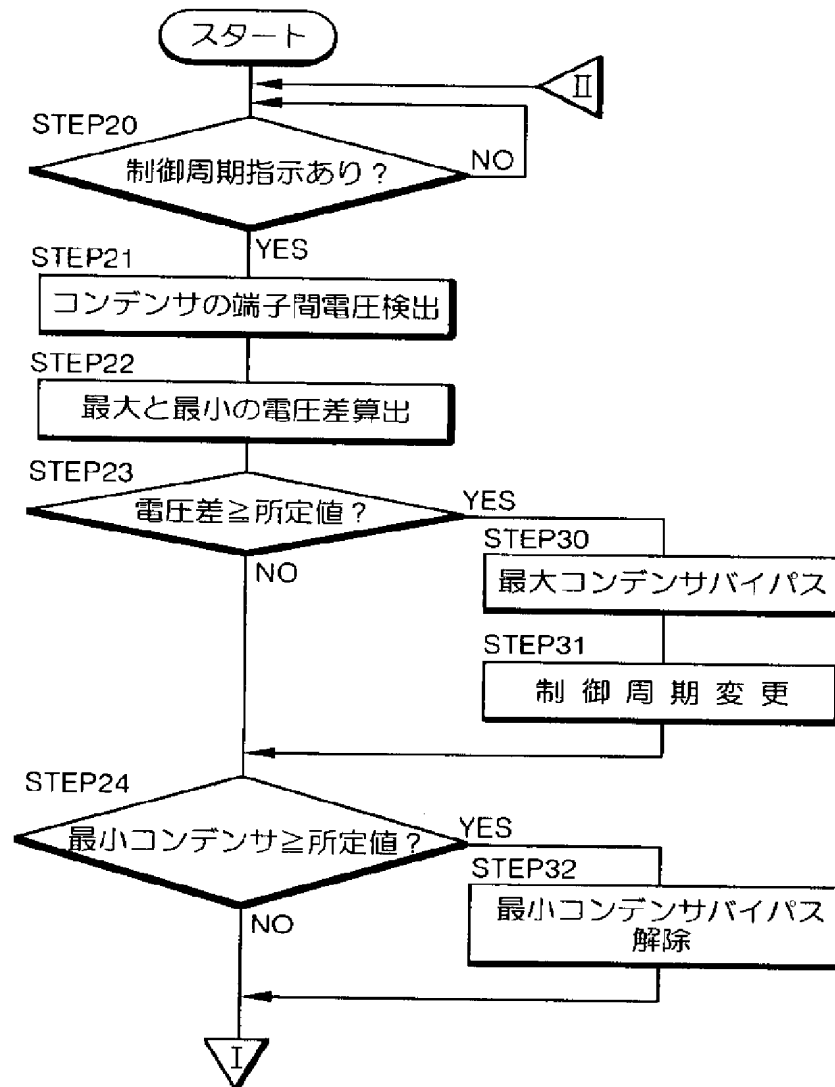 スタート
II
STEP20
制御周期指示あり？
NO
YES
STEP21
コンデンサの端子間電圧検出
STEP22
最大と最小の電圧差算出
STEP23
電圧差≧所定値？
YES
NO
STEP30
最大コンデンサバイパス
STEP31
制御周期変更
STEP24
最小コンデンサ≧所定値？
YES
NO
STEP32
最小コンデンサバイパス
解除
I